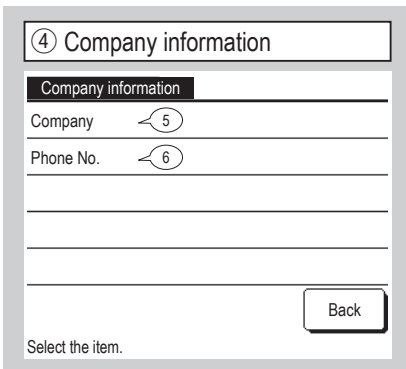 ④ Company information
Company information
Company 5
Phone No. 6
Back
Select the item.